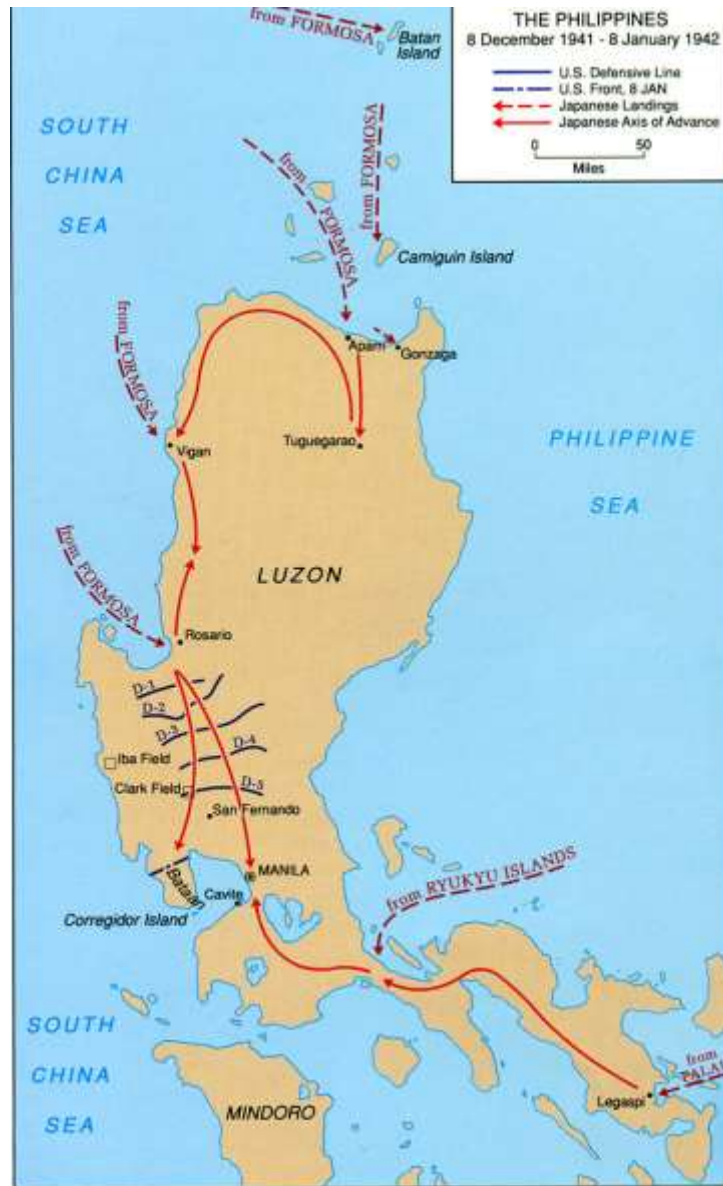 THE PHILIPPINES
8 December 1941 - 8 January 1942
U.S. Defensive Line
U.S. Front, 8 JAN
Japanese Landings
Japanese Axis of Advance
0 50
Miles
from FORMOSA
Batan
Island
SOUTH
CHINA
SEA
from FORMOSA
from FORMOSA
Camiguin Island
from FORMOSA
Aparri
Gonzaga
Vigan
Tuguegarao
PHILIPPINE
SEA
from FORMOSA
LUZON
Rosario
D-1
D-2
D-3
D-4
Iba Field
Clark Field
D-5
San Fernando
MANILA
Bataan
Cavite
from RYUKYU ISLANDS
Corregidor Island
SOUTH
CHINA
SEA
from
PALAU
Legaspi
MINDORO